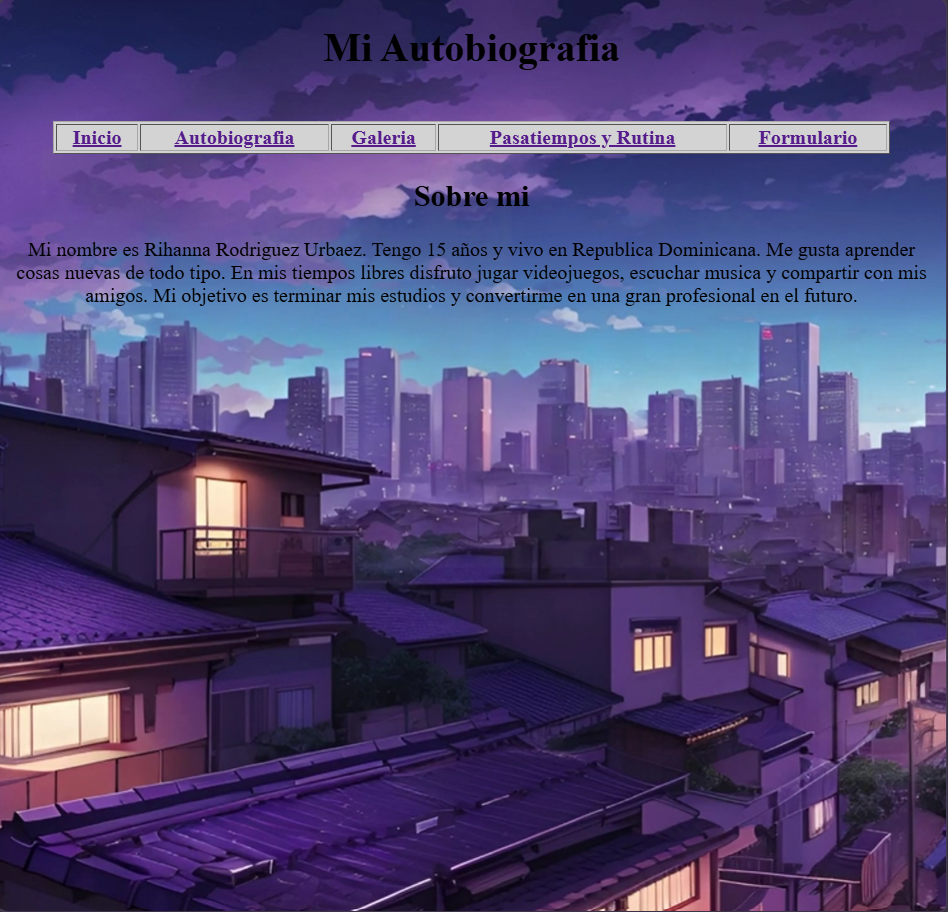 Mi Autobiografia
Inicio Autobiografia Galeria Pasatiempos y Rutina Formulario
Sobre mi
Mi nombre es Rihanna Rodriguez Urbaez. Tengo 15 años y vivo en Republica Dominicana. Me gusta aprender
cosas nuevas de todo tipo. En mis tiempos libres disfruto jugar videojuegos, escuchar musica y compartir con mis
amigos. Mi objetivo es terminar mis estudios y convertirme en una gran profesional en el futuro.